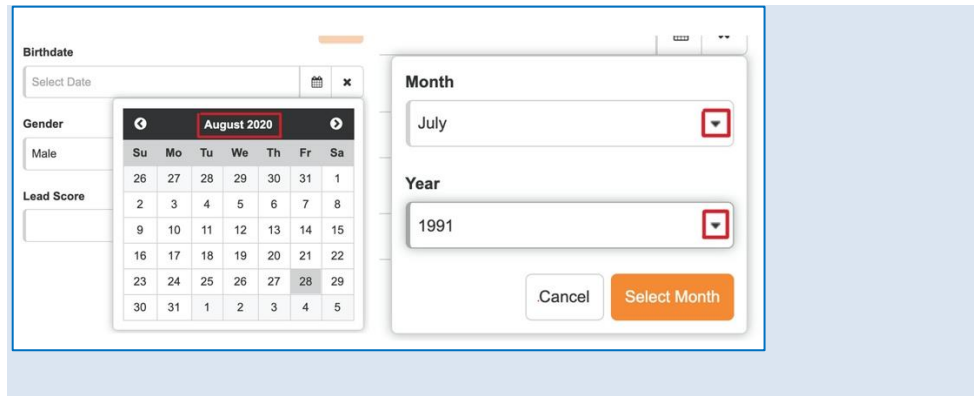 Birthdate
Select Date
Gender
Male
Lead Score
August 2020
Su Mo Tu We Th Fr Sa
26 27 28 29 30 31 1
2 3 4 5 6 7 8
9 10 11 12 13 14 15
16 17 18 19 20 21 22
23 24 25 26 27 28 29
30 31 1 2 3 4 5
Month
July
Year
1991
Cancel
Select Month